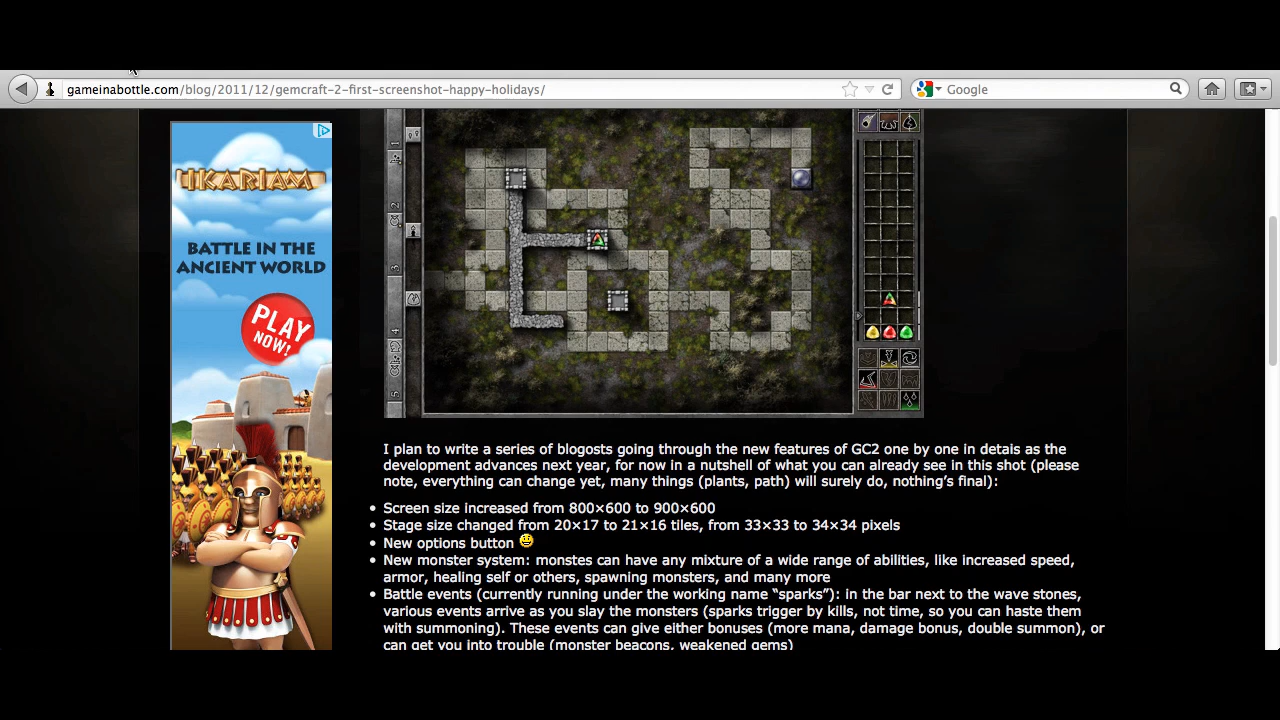 gameinabottle.com/blog/2011/12/gemcraft-2-first-screenshot-happy-holidays/
Google
IKARIAM
BATTLE IN THE
ANCIENT WORLD
PLAY
NOW!
1
2
3
4
5
I plan to write a series of blogosts going through the new features of GC2 one by one in detais as the
development advances next year, for now in a nutshell of what you can already see in this shot (please
note, everything can change yet, many things (plants, path) will surely do, nothing's final):
• Screen size increased from 800×600 to 900×600
• Stage size changed from 20×17 to 21×16 tiles, from 33×33 to 34×34 pixels
• New options button
• New monster system: monstes can have any mixture of a wide range of abilities, like increased speed,
armor, healing self or others, spawning monsters, and many more
• Battle events (currently running under the working name “sparks”): in the bar next to the wave stones,
various events arrive as you slay the monsters (sparks trigger by kills, not time, so you can haste them
with summoning). These events can give either bonuses (more mana, damage bonus, double summon), or
can get you into trouble (monster beacons, weakened gems)